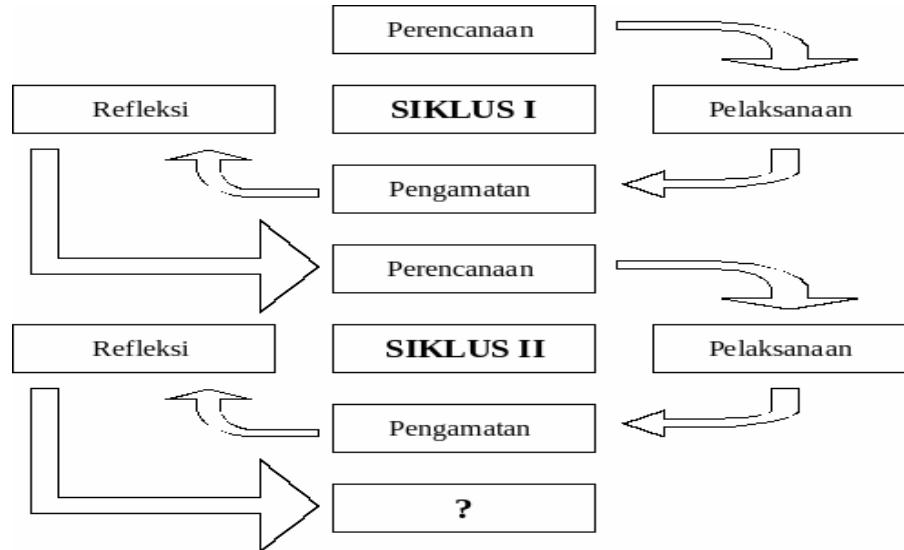 Perencanaan
Refleksi
SIKLUS I
Pelaksanaan
Pengamatan
Perencanaan
Refleksi
SIKLUS II
Pelaksanaan
Pengamatan
?